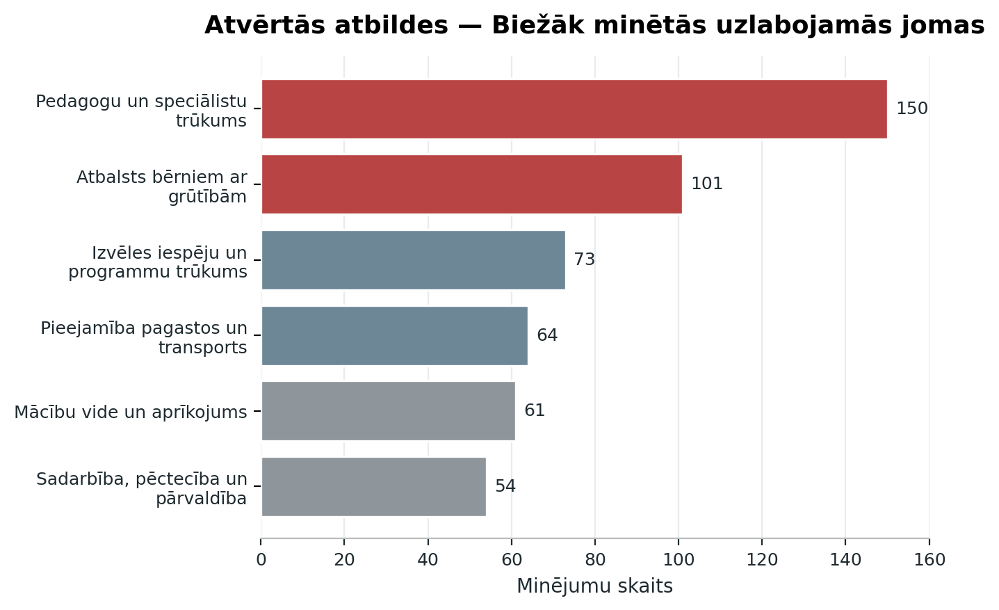 Atvērtās atbildes — Biežāk minētās uzlabojamās jomas
Pedagogu un speciālistu
trūkums
150
Atbalsts bērniem ar
grūtībām
101
Izvēles iespēju un
programmu trūkums
73
Pieejamība pagastos un
transports
64
Mācību vide un aprīkojums
61
Sadarbība, pēctecība un
pārvaldība
54
0 20 40 60 80 100 120 140 160
Minējumu skaits